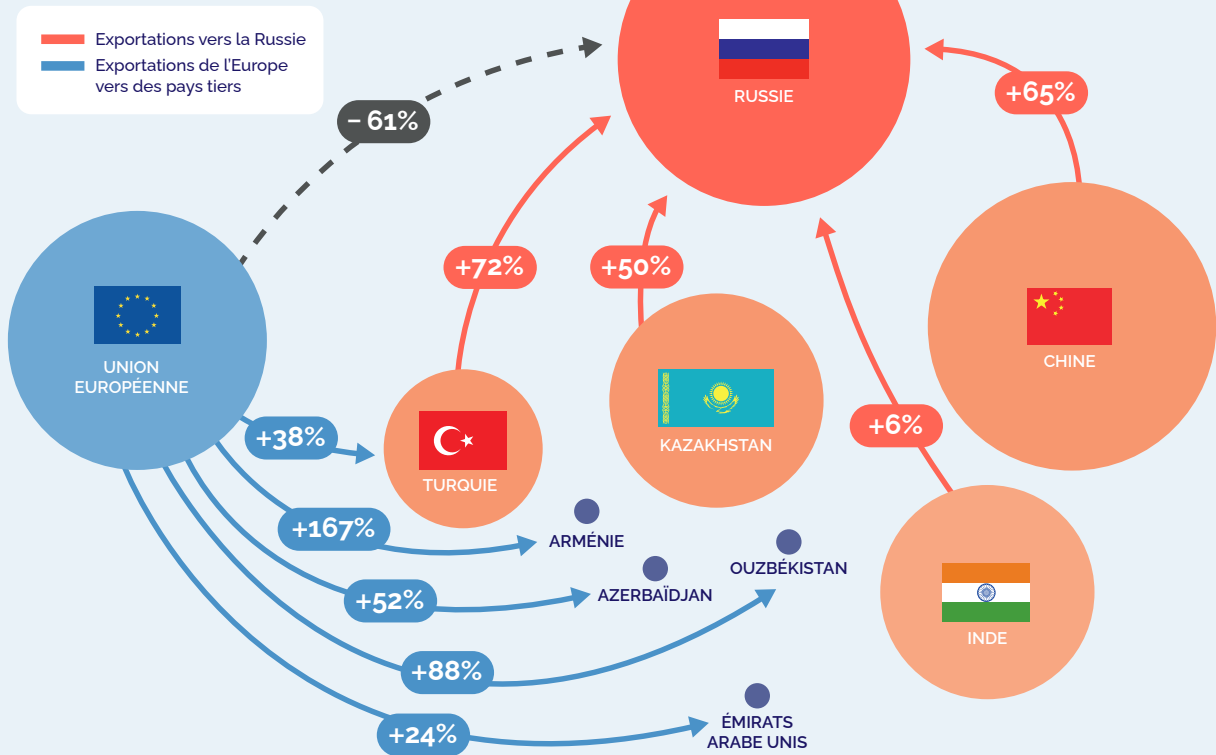 Exportations vers la Russie
Exportations de l'Europe
vers des pays tiers
RUSSIE
+65%
– 61%
+72%
+50%
UNION
EUROPÉENNE
CHINE
+6%
+38%
KAZAKHSTAN
TURQUIE
+167%
ARMÉNIE
OUZBÉKISTAN
+52%
AZERBAÏDJAN
INDE
+88%
+24%
ÉMIRATS
ARABE UNIS